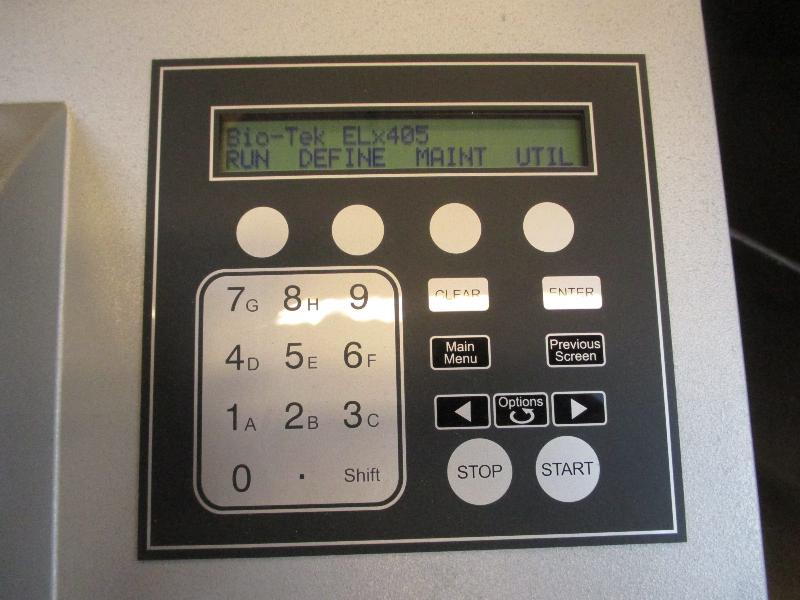 Bio-Tek ELx405
RUN DEFINE MAINT UTIL
7G 8H 9
CLEAR ENTER
4D 5E 6F
Main Menu
Previous Screen
1A 2B 3C
Options
0 . Shift
STOP START